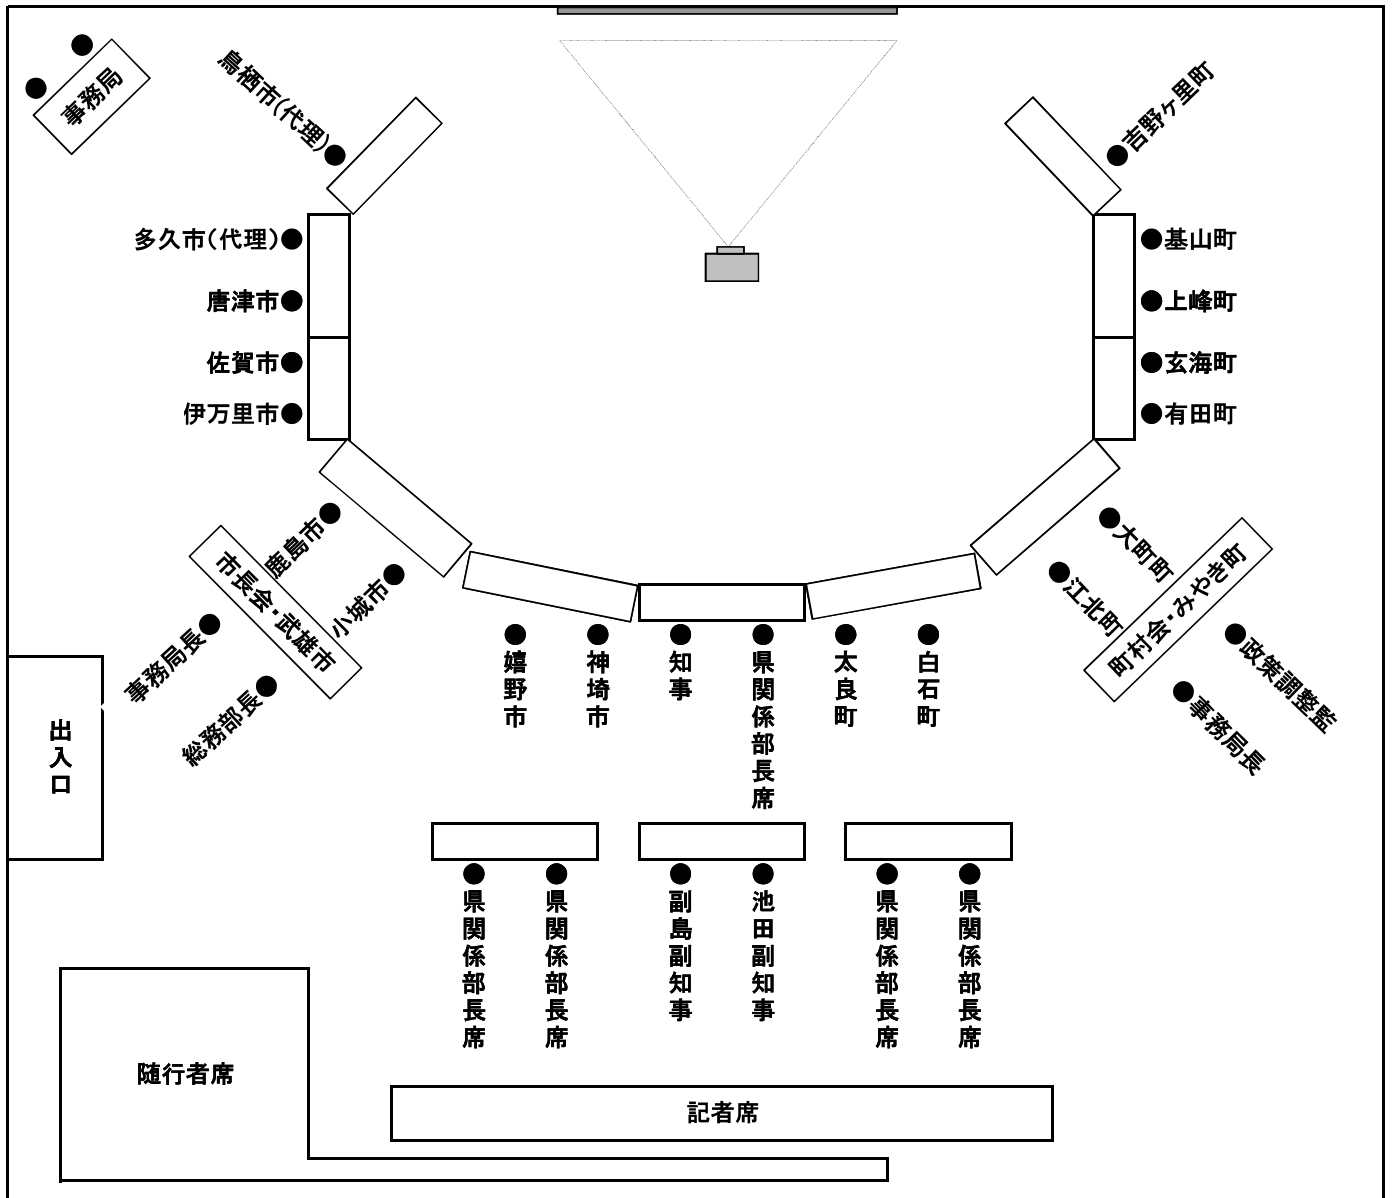 事務局
鳥栖市(代理)
吉野ヶ里町
多久市(代理)
基山町
唐津市
上峰町
佐賀市
玄海町
伊万里市
有田町
鹿島市
大町町
市長会・武雄市
町村会・みやき町
小城市
江北町
事務局長
政策調整監
総務部長
事務局長
嬉野市
神埼市
知事
県関係部長席
太良町
白石町
出入口
県関係部長席
県関係部長席
副島副知事
池田副知事
県関係部長席
県関係部長席
随行者席
記者席